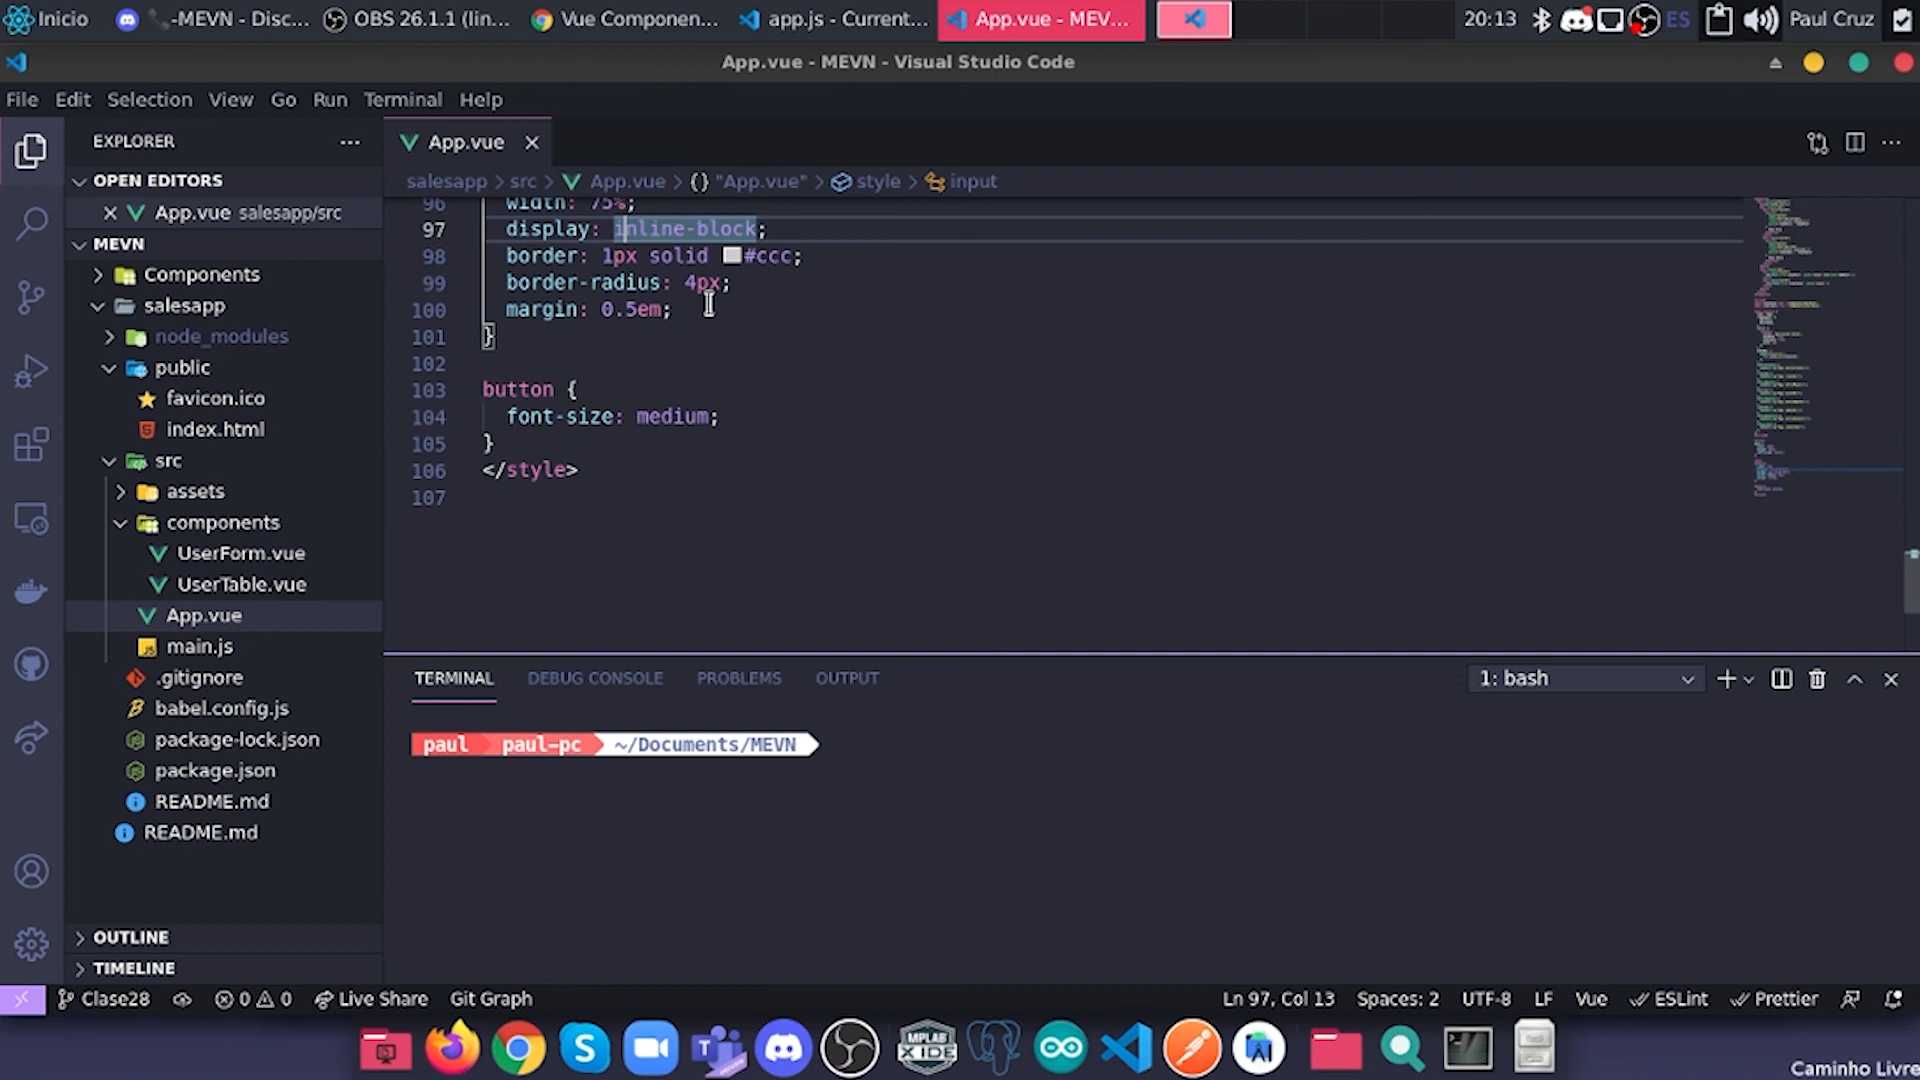 Inicio
-MEVN - Disc...
OBS 26.1.1 (lin...
Vue Componen...
app.js - Current...
App.vue - MEV...
20:13
ES
Paul Cruz
App.vue - MEVN - Visual Studio Code
File Edit Selection View Go Run Terminal Help
EXPLORER
OPEN EDITORS
App.vue salesapp/src
MEVN
Components
salesapp
node_modules
public
favicon.ico
index.html
src
assets
components
UserForm.vue
UserTable.vue
App.vue
main.js
.gitignore
babel.config.js
package-lock.json
package.json
README.md
README.md
OUTLINE
TIMELINE
App.vue
salesapp > src > App.vue > {} "App.vue" > style > input
96 width: 75%;
97 display: inline-block;
98 border: 1px solid #ccc;
99 border-radius: 4px;
100 margin: 0.5em;
101 }
102
103 button {
104 font-size: medium;
105 }
106 </style>
107
TERMINAL DEBUG CONSOLE PROBLEMS OUTPUT
1: bash
paul paul-pc ~/Documents/MEVN
Clase28
0 0
Live Share
Git Graph
Ln 97, Col 13
Spaces: 2
UTF-8
LF
Vue
ESLint
Prettier
MPLAB
X IDE
Caminho Livre